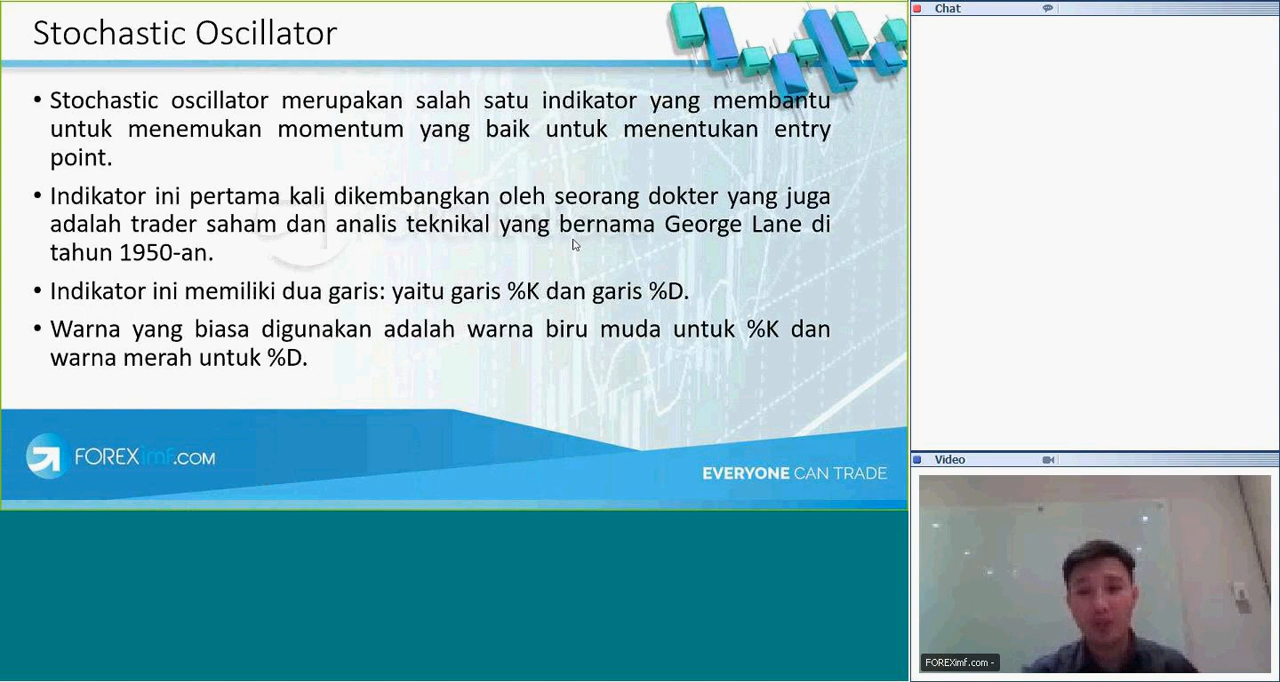 Stochastic Oscillator
• Stochastic oscillator merupakan salah satu indikator yang membantu
untuk menemukan momentum yang baik untuk menentukan entry
point.
• Indikator ini pertama kali dikembangkan oleh seorang dokter yang juga
adalah trader saham dan analis teknikal yang bernama George Lane di
tahun 1950-an.
• Indikator ini memiliki dua garis: yaitu garis %K dan garis %D.
• Warna yang biasa digunakan adalah warna biru muda untuk %K dan
warna merah untuk %D.
FOREXimf.COM
EVERYONE CAN TRADE
Chat
Video
FOREXimf.com -